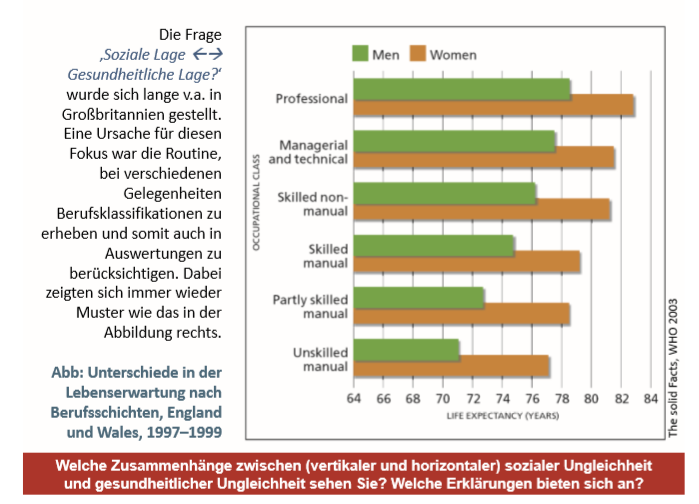 Die Frage
‚Soziale Lage ←→
Gesundheitliche Lage?‘
wurde sich lange v.a. in
Großbritannien gestellt.
Eine Ursache für diesen
Fokus war die Routine,
bei verschiedenen
Gelegenheiten
Berufsklassifikationen zu
erheben und somit auch in
Auswertungen zu
berücksichtigen. Dabei
zeigten sich immer wieder
Muster wie das in der
Abbildung rechts.
Abb: Unterschiede in der
Lebenserwartung nach
Berufsschichten, England
und Wales, 1997–1999
Men Women
OCCUPATIONAL CLASS
Professional
Managerial
and technical
Skilled non-
manual
Skilled
manual
Partly skilled
manual
Unskilled
manual
64 66 68 70 72 74 76 78 80 82 84
LIFE EXPECTANCY (YEARS)
The solid Facts, WHO 2003
Welche Zusammenhänge zwischen (vertikaler und horizontaler) sozialer Ungleichheit
und gesundheitlicher Ungleichheit sehen Sie? Welche Erklärungen bieten sich an?